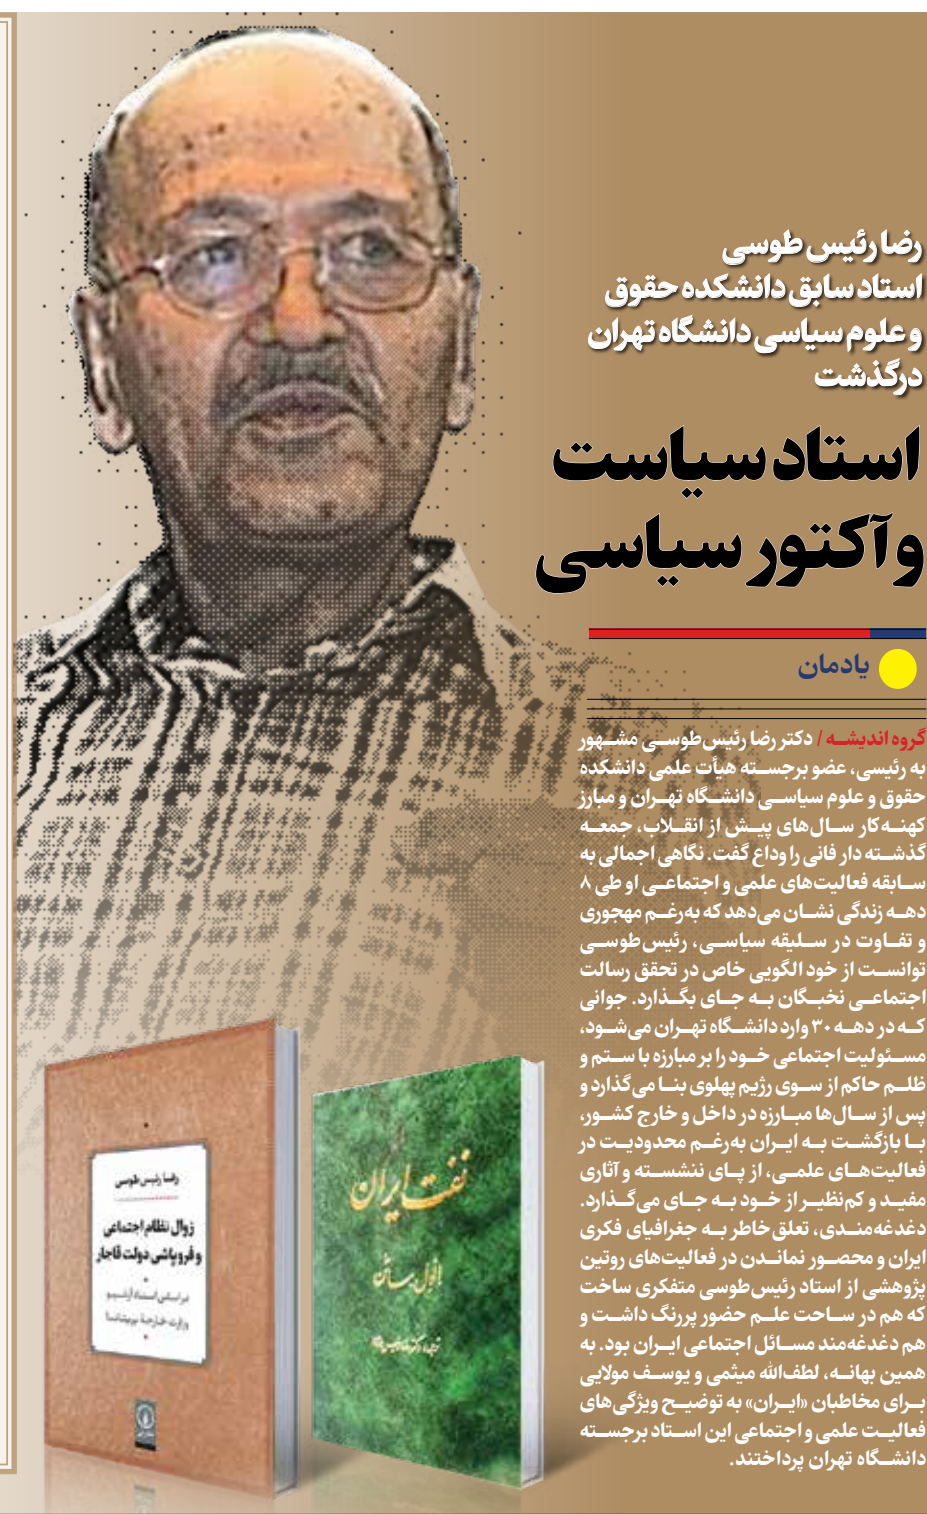 رضا رئیس طوسی
استاد سابق دانشکده حقوق
و علوم سیاسی دانشگاه تهران
درگذشت
استاد سیاست
و آکتور سیاسی
یادمان
گروه اندیشه / دکتر رضا رئیس‌طوسی مشهور
به رئیسی، عضو برجسته هیأت علمی دانشکده
حقوق و علوم سیاسی دانشگاه تهران و مبارز
کهنه‌کار سال‌های پیش از انقلاب، جمعه
گذشته دار فانی را وداع گفت. نگاهی اجمالی به
سابقه فعالیت‌های علمی و اجتماعی او طی ۸
دهه زندگی نشان می‌دهد که به‌رغم مهجوری
و تفاوت در سلیقه سیاسی، رئیس‌طوسی
توانست از خود الگویی خاص در تحقق رسالت
اجتماعی نخبگان به جای بگذارد. جوانی
که در دهه ۳۰ وارد دانشگاه تهران می‌شود،
مسئولیت اجتماعی خود را بر مبارزه با ستم و
ظلم حاکم از سوی رژیم پهلوی بنا می‌گذارد و
پس از سال‌ها مبارزه در داخل و خارج کشور،
با بازگشت به ایران به‌رغم محدودیت در
فعالیت‌های علمی، از پای ننشسته و آثاری
مفید و کم‌نظیر از خود به جای می‌گذارد.
دغدغه‌مندی، تعلق خاطر به جغرافیای فکری
ایران و محصور نماندن در فعالیت‌های روتین
پژوهشی از استاد رئیس‌طوسی متفکری ساخت
که هم در ساحت علم حضور پررنگ داشت و
هم دغدغه‌مند مسائل اجتماعی ایران بود. به
همین بهانه، لطف‌الله میثمی و یوسف مولایی
برای مخاطبان «ایران» به توضیح ویژگی‌های
فعالیت علمی و اجتماعی این استاد برجسته
دانشگاه تهران پرداختند.
نفت ایران
رضا رئیس طوسی
زوال نظام اجتماعی
و فروپاشی دولت قاجار
بر اساس اسناد آرشیو
وزارت خارجهٔ بریتانیا